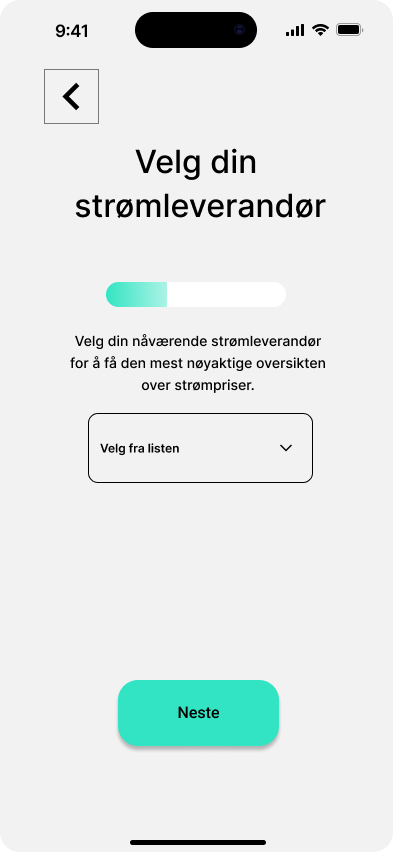 9:41
Velg din
strømleverandør
Velg din nåværende strømleverandør
for å få den mest nøyaktige oversikten
over strømpriser.
Velg fra listen
Neste